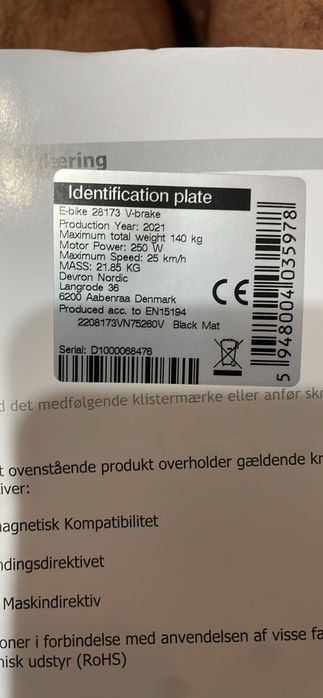 æring
Identification plate
E-bike 28173 V-brake
Production Year: 2021
Maximum total weight 140 kg
Motor Power: 250 W
Maximum Speed: 25 km/h
MASS: 21.85 KG
Devron Nordic
Langrode 36
6200 Aabenraa Denmark
Produced acc. to EN15194
2208173VN75260V Black Mat
Serial: D1000068476
CE
5 948004 035978
d det medfølgende klistermærke eller anfør skr
t ovenstående produkt overholder gældende kr
iver:
agnetisk Kompatibilitet
ndingsdirektivet
Maskindirektiv
oner i forbindelse med anvendelsen af visse fa
nisk udstyr (RoHS)